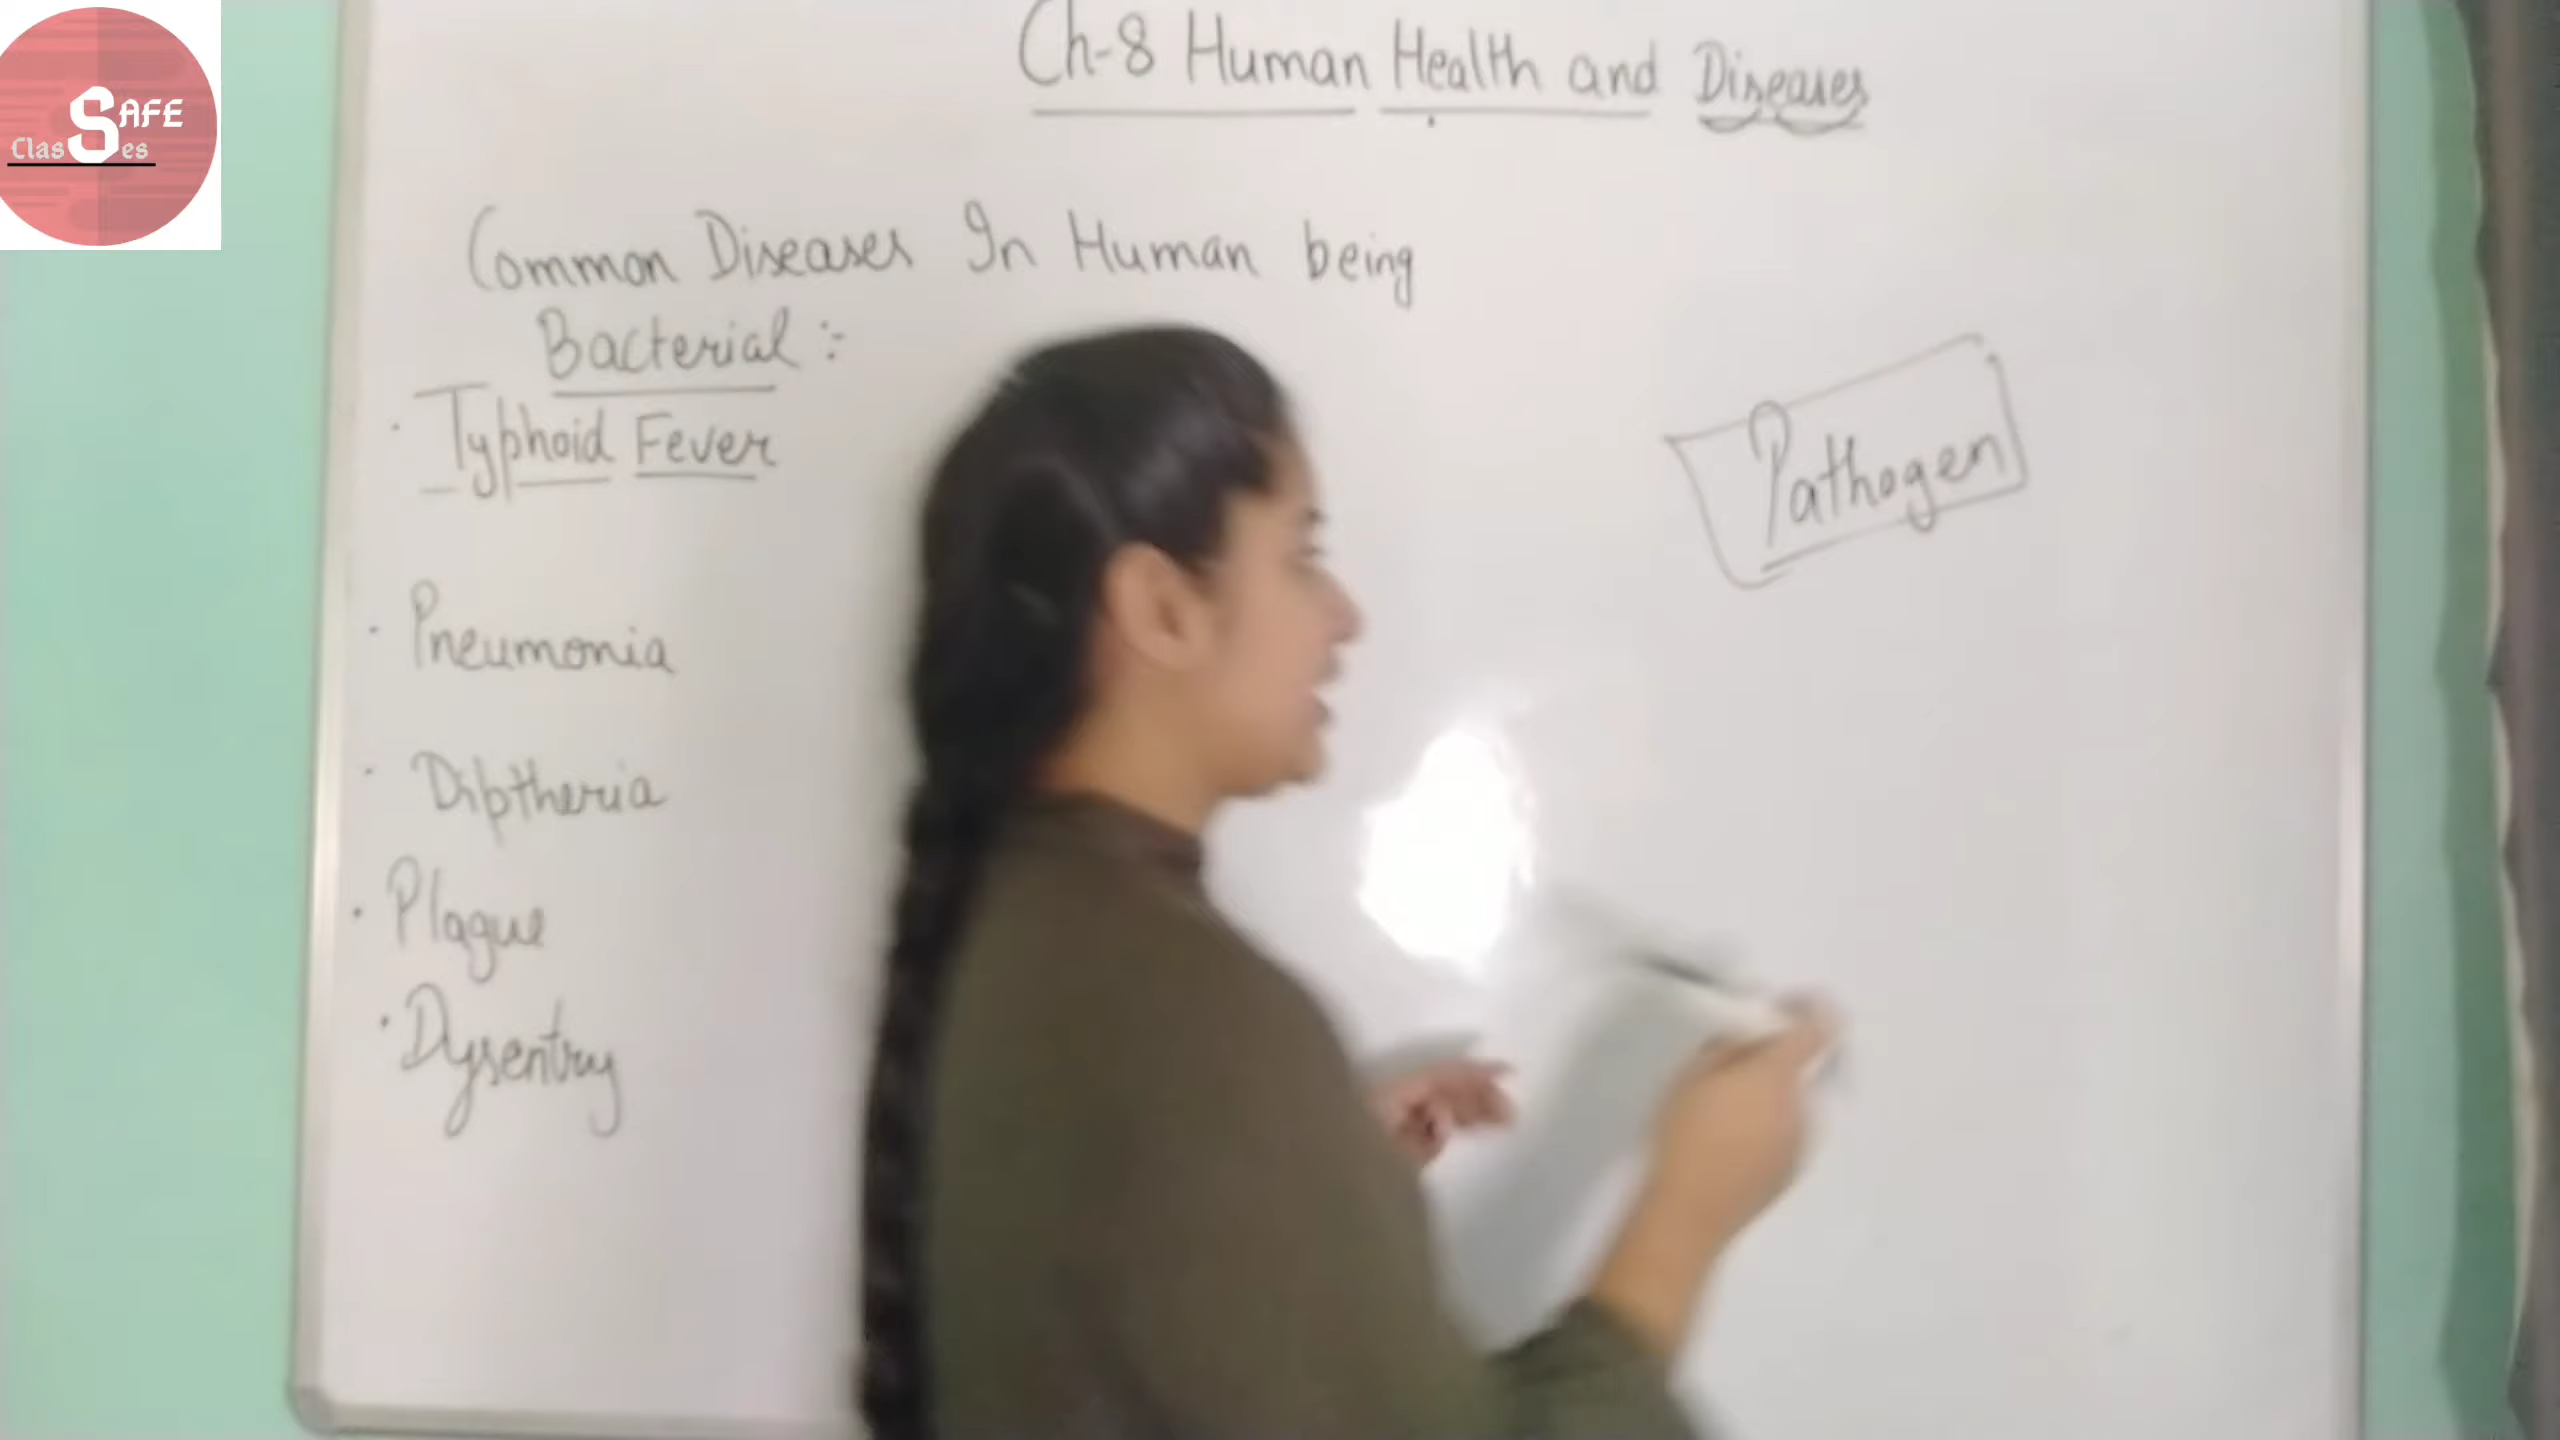 SAFE
Classes
Ch-8 Human Health and Diseases
Common Diseases In Human being
Bacterial :-
· Typhoid Fever
Pathogen
· Pneumonia
· Diptheria
· Plague
· Dysentry